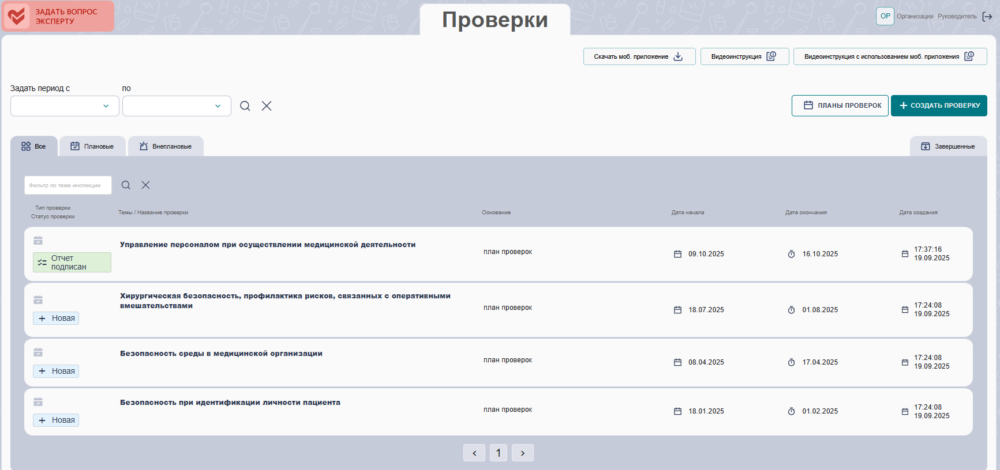 ЗАДАТЬ ВОПРОС
ЭКСПЕРТУ
Проверки
ОР
Организации Руководитель
Скачать моб. приложение
Видеоинструкция
Видеоинструкция с использованием моб. приложения
Задать период с
по
ПЛАНЫ ПРОВЕРОК
СОЗДАТЬ ПРОВЕРКУ
Все
Плановые
Внеплановые
Завершенные
Фильтр по теме инспекции
Тип проверки
Статус проверки
Темы / Название проверки
Основание
Дата начала
Дата окончания
Дата создания
Отчет
подписан
Управление персоналом при осуществлении медицинской деятельности
план проверок
09.10.2025
16.10.2025
17:37:16
19.09.2025
Новая
Хирургическая безопасность, профилактика рисков, связанных с оперативными
вмешательствами
план проверок
18.07.2025
01.08.2025
17:24:08
19.09.2025
Новая
Безопасность среды в медицинской организации
план проверок
08.04.2025
17.04.2025
17:24:08
19.09.2025
Новая
Безопасность при идентификации личности пациента
план проверок
18.01.2025
01.02.2025
17:24:08
19.09.2025
1